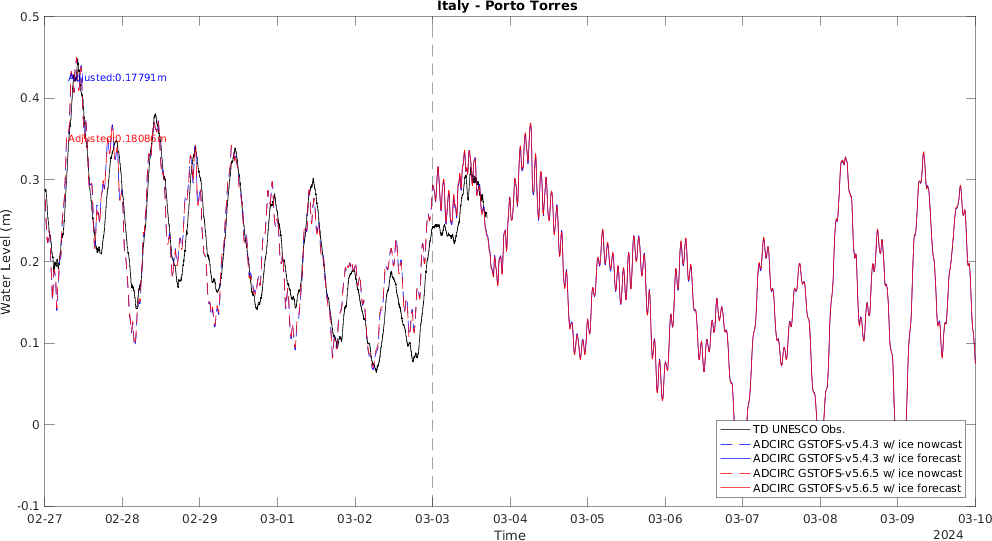 Italy - Porto Torres
Water Level (m)
0.5
0.4
0.3
0.2
0.1
0
-0.1
Adjusted:0.17791m
Adjusted:0.18086m
TD UNESCO Obs.
ADCIRC GSTOFS-v5.4.3 w/ ice nowcast
ADCIRC GSTOFS-v5.4.3 w/ ice forecast
ADCIRC GSTOFS-v5.6.5 w/ ice nowcast
ADCIRC GSTOFS-v5.6.5 w/ ice forecast
02-27 02-28 02-29 03-01 03-02 03-03 03-04 03-05 03-06 03-07 03-08 03-09 03-10
Time
2024